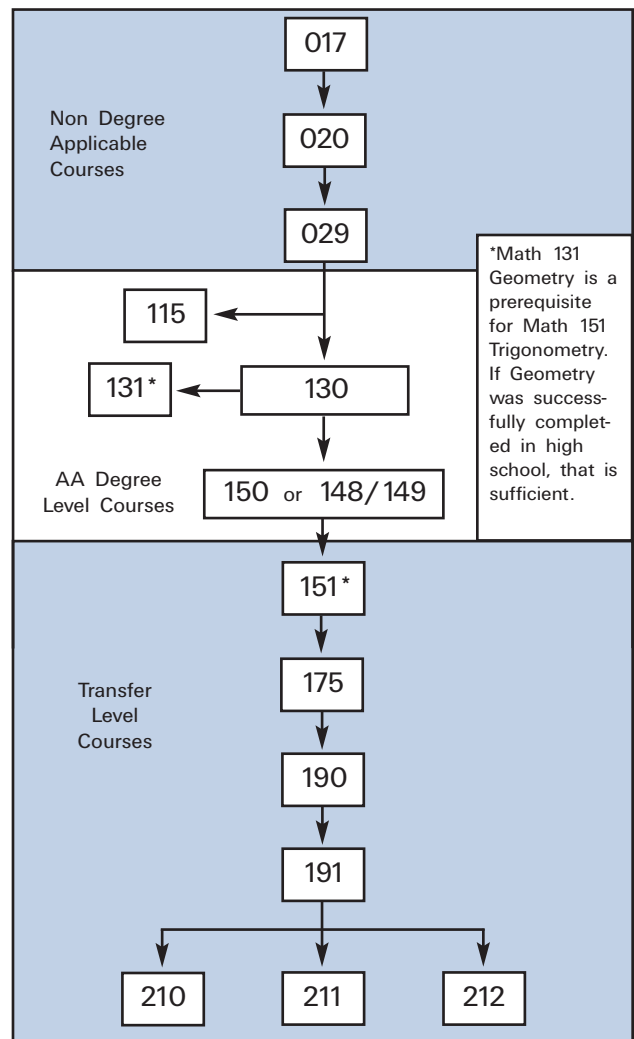 017
Non Degree
Applicable
Courses
020
029
*Math 131
Geometry is a
prerequisite
for Math 151
Trigonometry.
If Geometry
was success-
fully complet-
ed in high
school, that is
sufficient.
115
131*
130
AA Degree
Level Courses
150 or 148/149
151*
175
Transfer
Level
Courses
190
191
210 211 212